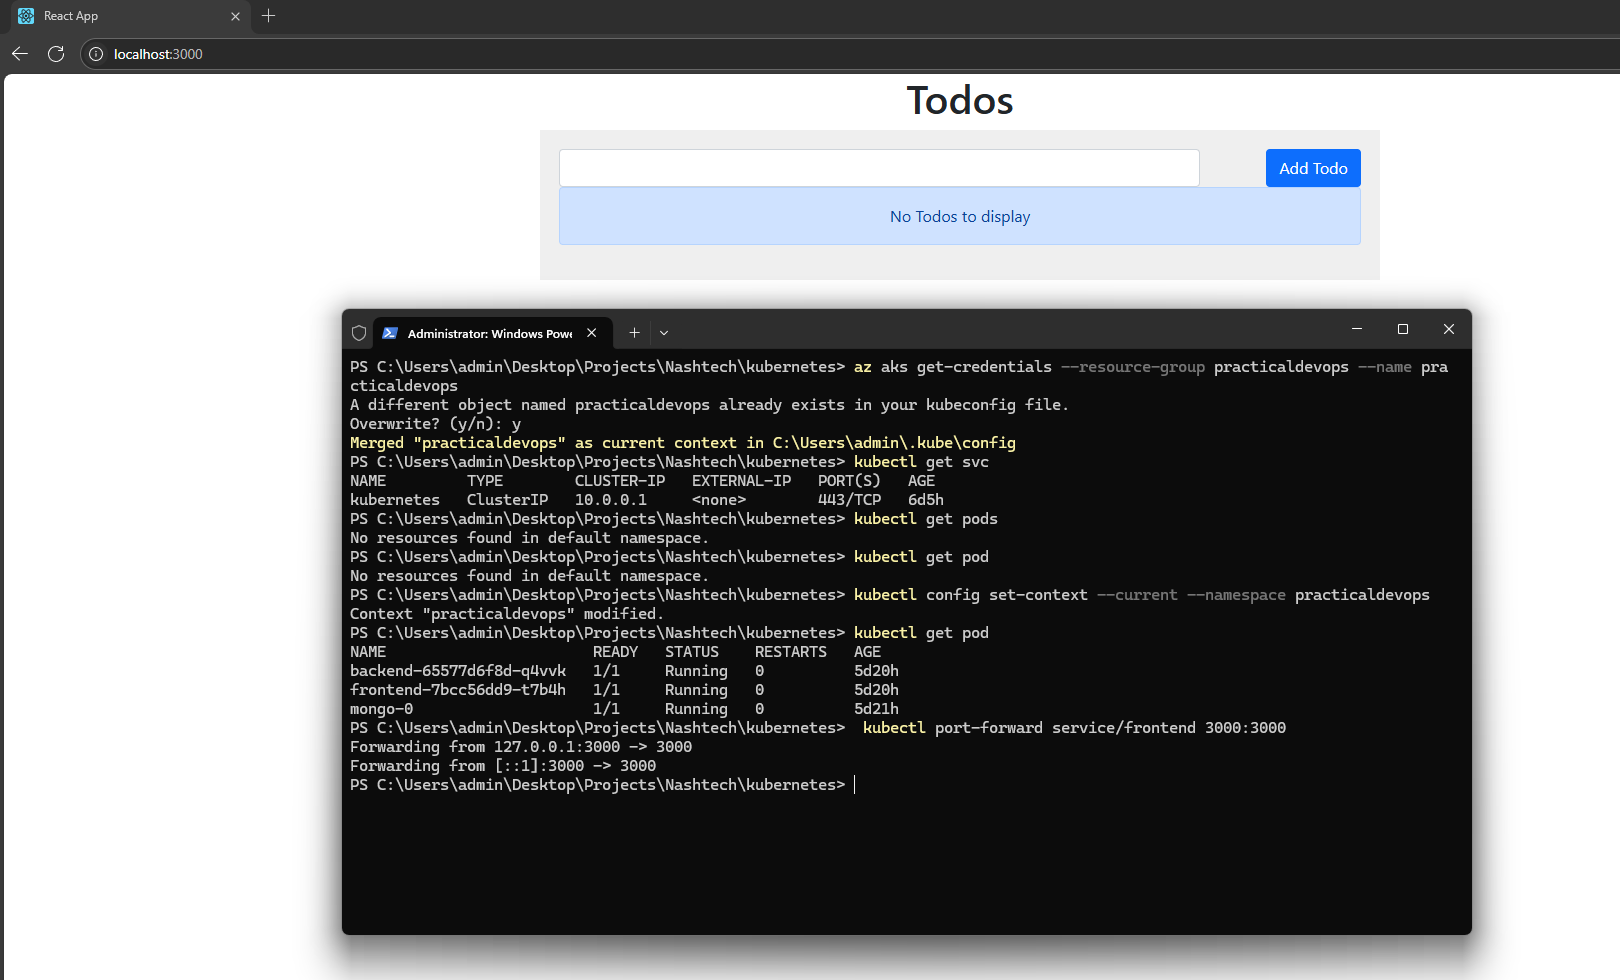 React App
localhost:3000
Todos
Add Todo
No Todos to display
Administrator: Windows Powe
PS C:\Users\admin\Desktop\Projects\Nashtech\kubernetes> az aks get-credentials --resource-group practicaldevops --name pra
cticaldevops
A different object named practicaldevops already exists in your kubeconfig file.
Overwrite? (y/n): y
Merged "practicaldevops" as current context in C:\Users\admin\.kube\config
PS C:\Users\admin\Desktop\Projects\Nashtech\kubernetes> kubectl get svc
NAME         TYPE        CLUSTER-IP   EXTERNAL-IP   PORT(S)   AGE
kubernetes   ClusterIP   10.0.0.1     <none>        443/TCP   6d5h
PS C:\Users\admin\Desktop\Projects\Nashtech\kubernetes> kubectl get pods
No resources found in default namespace.
PS C:\Users\admin\Desktop\Projects\Nashtech\kubernetes> kubectl get pod
No resources found in default namespace.
PS C:\Users\admin\Desktop\Projects\Nashtech\kubernetes> kubectl config set-context --current --namespace practicaldevops
Context "practicaldevops" modified.
PS C:\Users\admin\Desktop\Projects\Nashtech\kubernetes> kubectl get pod
NAME                       READY   STATUS    RESTARTS   AGE
backend-65577d6f8d-q4vvk   1/1     Running   0          5d20h
frontend-7bcc56dd9-t7b4h   1/1     Running   0          5d20h
mongo-0                    1/1     Running   0          5d21h
PS C:\Users\admin\Desktop\Projects\Nashtech\kubernetes>  kubectl port-forward service/frontend 3000:3000
Forwarding from 127.0.0.1:3000 -> 3000
Forwarding from [::1]:3000 -> 3000
PS C:\Users\admin\Desktop\Projects\Nashtech\kubernetes>